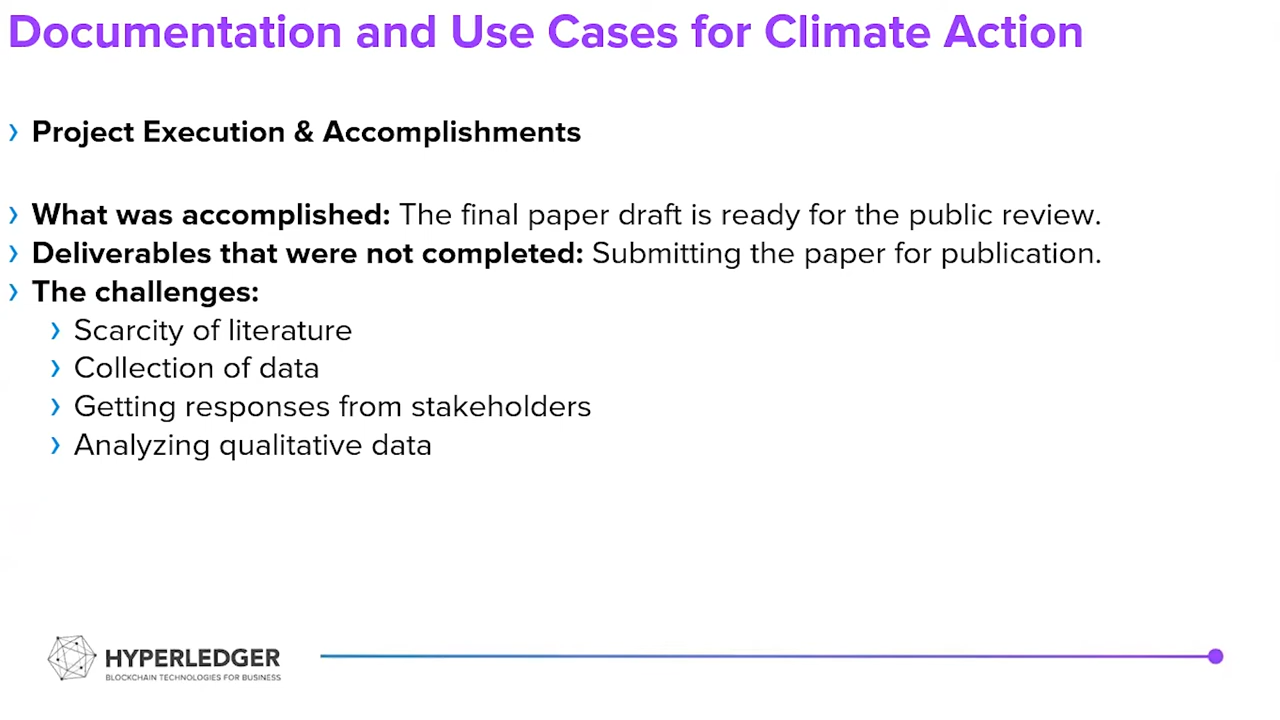 Documentation and Use Cases for Climate Action
› Project Execution & Accomplishments
› What was accomplished: The final paper draft is ready for the public review.
› Deliverables that were not completed: Submitting the paper for publication.
› The challenges:
› Scarcity of literature
› Collection of data
› Getting responses from stakeholders
› Analyzing qualitative data
HYPERLEDGER
BLOCKCHAIN TECHNOLOGIES FOR BUSINESS